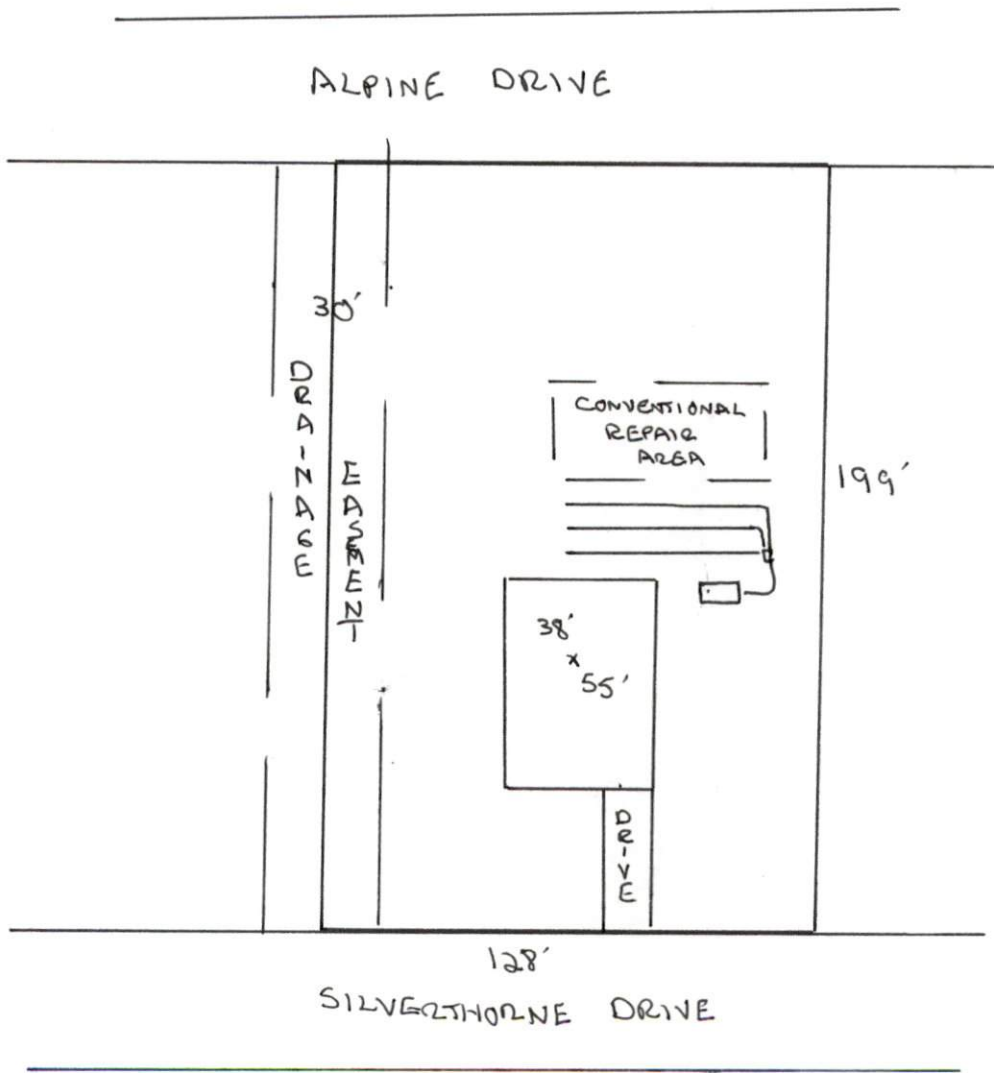 ALPINE DRIVE
30'
DRAINAGE
EASEMENT
CONVENTIONAL
REPAIR
AREA
199'
38'
x
55'
DRIVE
128'
SILVERTHORNE DRIVE